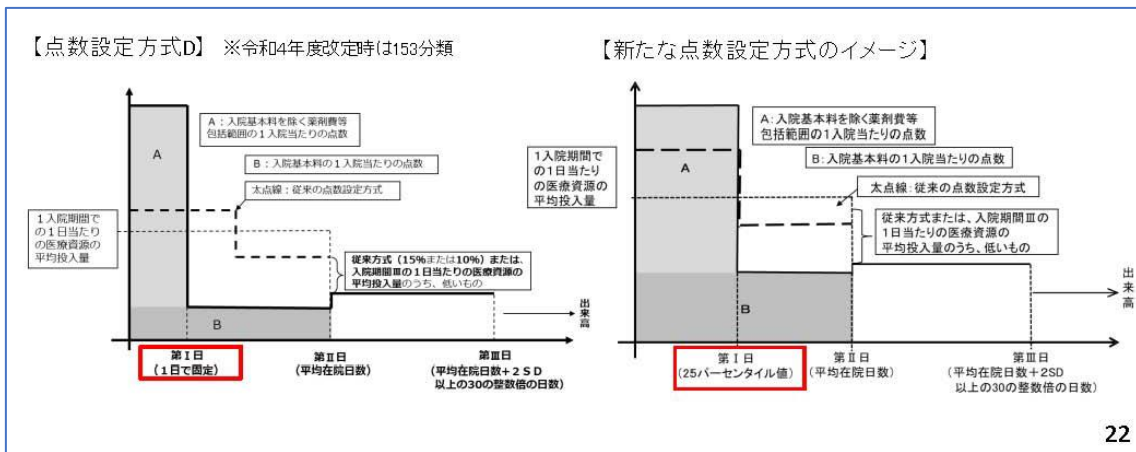 【点数設定方式D】 ※令和4年度改定時は153分類
A:入院基本料を除く薬剤費等
包括範囲の1入院当たりの点数
B:入院基本料の1入院当たりの点数
太点線:従来の点数設定方式
A
1入院期間で
の1日当たり
の医療資源の
平均投入量
従来方式(15%または10%)または、
入院期間Ⅲの1日当たりの医療資源の
平均投入量のうち、低いもの
B
出来高
第Ⅰ日
(1日で固定)
第Ⅱ日
(平均在院日数)
第Ⅲ日
(平均在院日数+2SD
以上の30の整数倍の日数)
【新たな点数設定方式のイメージ】
A:入院基本料を除く薬剤費等
包括範囲の1入院当たりの点数
B:入院基本料の1入院当たりの点数
1入院期間で
の1日当たり
の医療資源の
平均投入量
A
太点線:従来の点数設定方式
従来方式または、入院期間Ⅲの
1日当たりの医療資源の
平均投入量のうち、低いもの
B
出来高
第Ⅰ日
(25パーセンタイル値)
第Ⅱ日
(平均在院日数)
第Ⅲ日
(平均在院日数+2SD
以上の30の整数倍の日数)
22